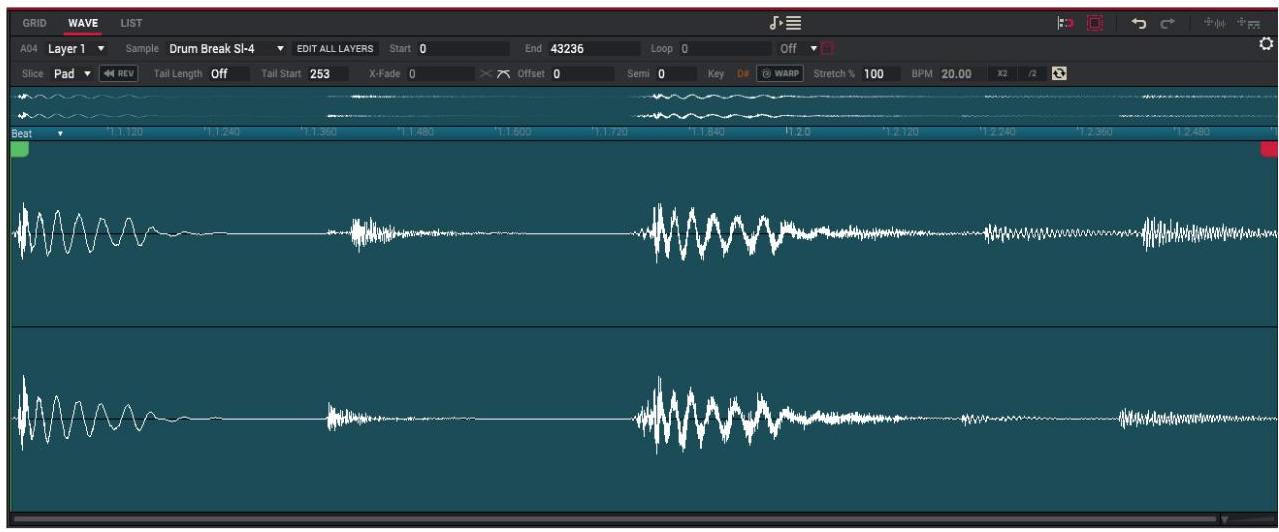 GRID WAVE LIST
A04 Layer 1 Sample Drum Break Sl-4 EDIT ALL LAYERS Start 0 End 43236 Loop 0 Off
Slice Pad REV Tail Length Off Tail Start 253 X-Fade 0 Offset 0 Semi 0 Key D# WARP Stretch % 100 BPM 20.00 X2 /2
Beat 1.1.120 1.1.240 1.1.360 1.1.480 1.1.600 1.1.720 1.1.840 1.2.0 1.2.120 1.2.240 1.2.360 1.2.480